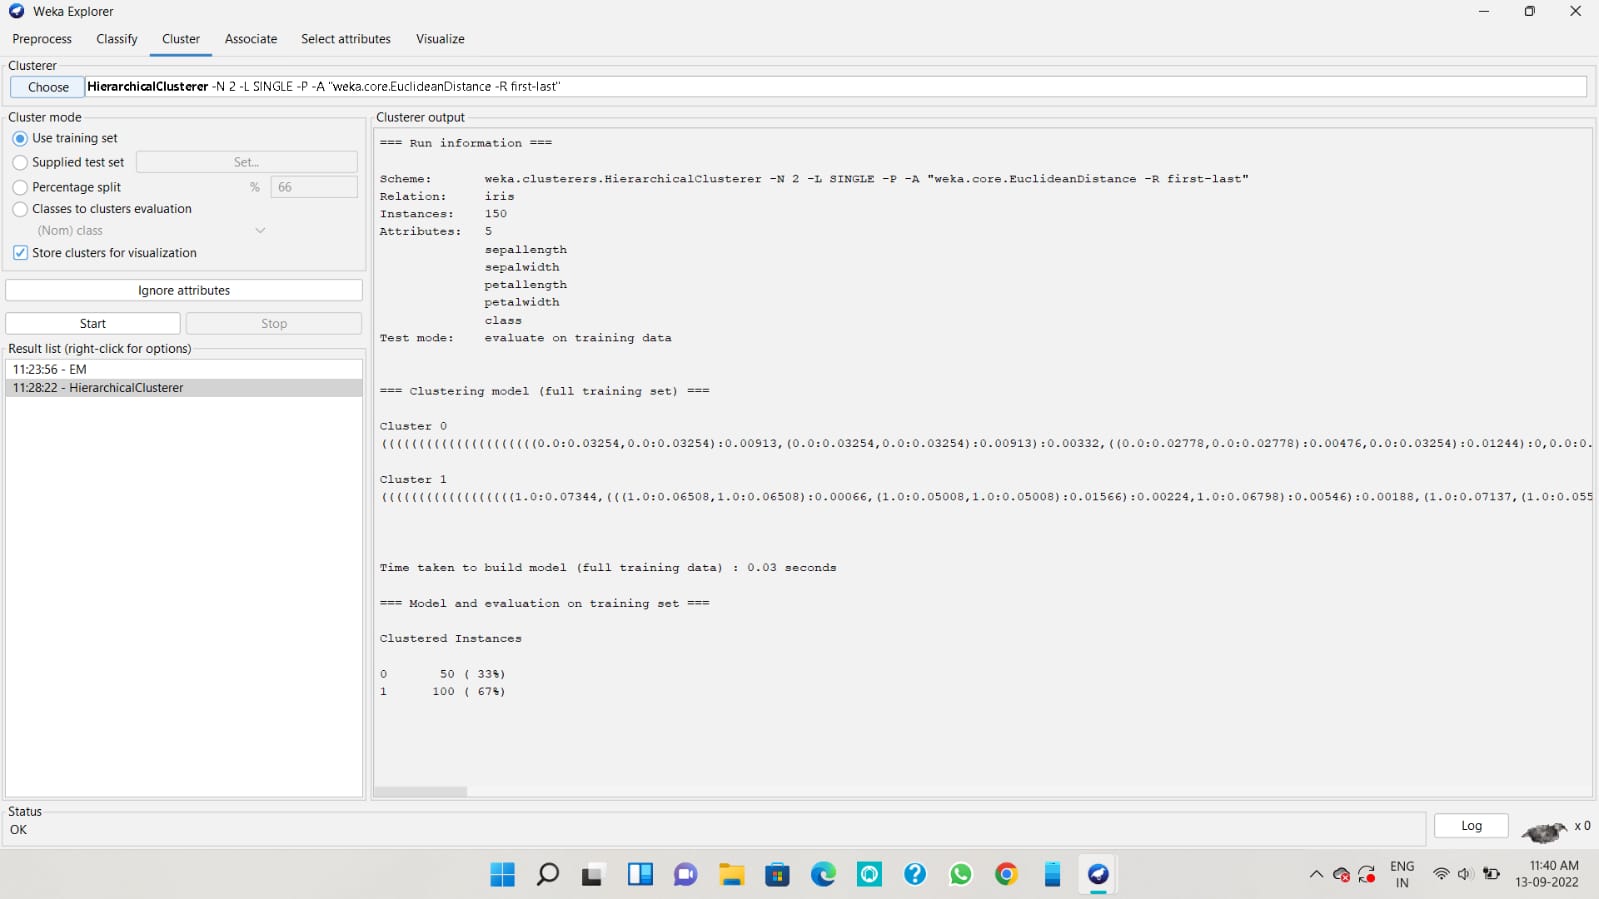 Weka Explorer
Preprocess Classify Cluster Associate Select attributes Visualize
Clusterer
Choose HierarchicalClusterer -N 2 -L SINGLE -P -A "weka.core.EuclideanDistance -R first-last"
Cluster mode
Use training set
Supplied test set Set...
Percentage split % 66
Classes to clusters evaluation
(Nom) class
Store clusters for visualization
Ignore attributes
Start Stop
Result list (right-click for options)
11:23:56 - EM
11:28:22 - HierarchicalClusterer
Clusterer output
=== Run information ===
Scheme: weka.clusterers.HierarchicalClusterer -N 2 -L SINGLE -P -A "weka.core.EuclideanDistance -R first-last"
Relation: iris
Instances: 150
Attributes: 5
sepallength
sepalwidth
petallength
petalwidth
class
Test mode: evaluate on training data
=== Clustering model (full training set) ===
Cluster 0
(((((((((((((((((((((0.0:0.03254,0.0:0.03254):0.00913,(0.0:0.03254,0.0:0.03254):0.00913):0.00332,((0.0:0.02778,0.0:0.02778):0.00476,0.0:0.03254):0.01244):0,0.0:0.
Cluster 1
((((((((((((((((((1.0:0.07344,(((1.0:0.06508,1.0:0.06508):0.00066,(1.0:0.05008,1.0:0.05008):0.01566):0.00224,1.0:0.06798):0.00546):0.00188,(1.0:0.07137,(1.0:0.055
Time taken to build model (full training data) : 0.03 seconds
=== Model and evaluation on training set ===
Clustered Instances
0 50 ( 33%)
1 100 ( 67%)
Status
OK
Log x 0
ENG
IN
11:40 AM
13-09-2022